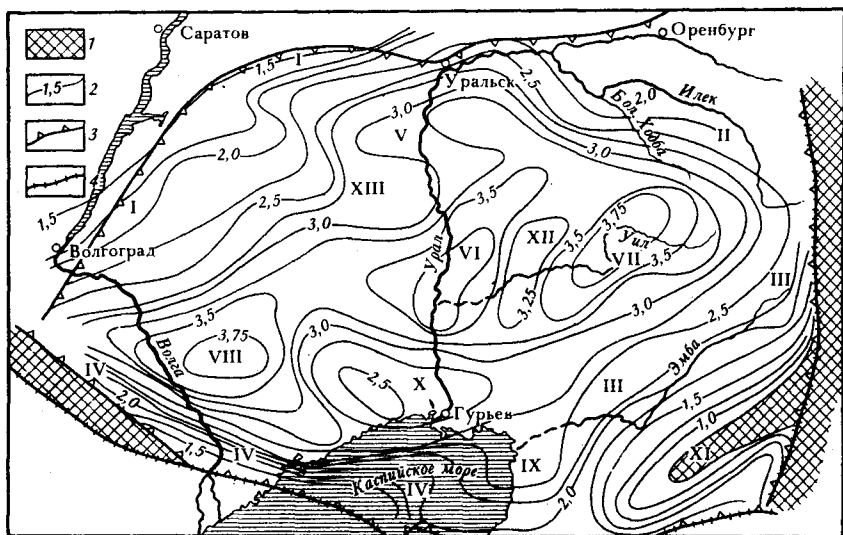 Саратов
Оренбург
1
2
3
4
1,5
1,5
I
Уральск
2,5
2,0
Илек
Бол. Хобда
II
3,0
V
3,0
2,0
XIII
I
3,5
2,5
1,5
3,0
Волгоград
Урал
VI
XII
3,75
Уил
VII
3,5
3,5
III
3,25
3,0
2,5
3,5
3,75
VIII
Волга
3,0
2,5
X
III
Эмба
IV
2,0
1,5
1,0
Гурьев
XI
1,5
IV
IX
Каспийское море
IV
2,0